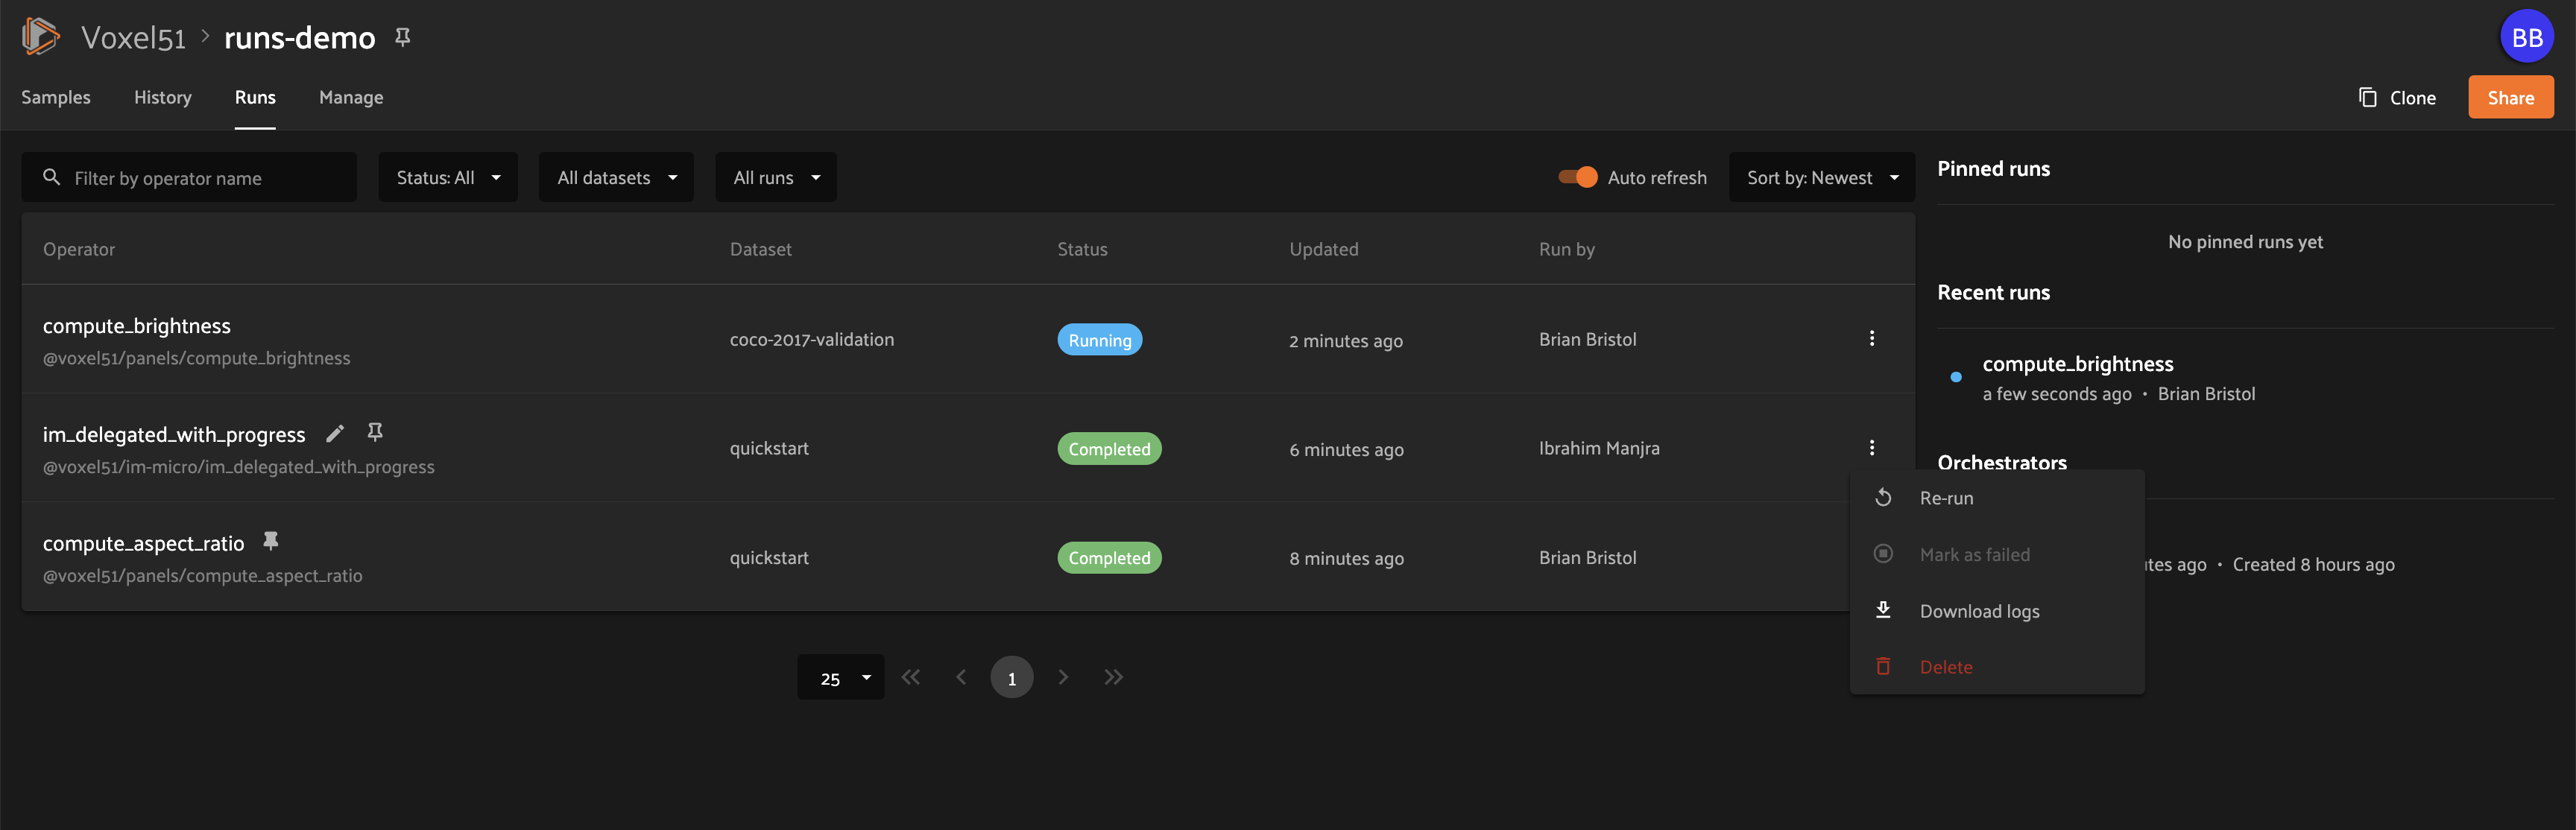 Voxel51 > runs-demo
BB
Samples History Runs Manage
Clone Share
Filter by operator name
Status: All
All datasets
All runs
Auto refresh
Sort by: Newest
Operator Dataset Status Updated Run by
compute_brightness
@voxel51/panels/compute_brightness
coco-2017-validation Running 2 minutes ago Brian Bristol
im_delegated_with_progress
@voxel51/im-micro/im_delegated_with_progress
quickstart Completed 6 minutes ago Ibrahim Manjra
compute_aspect_ratio
@voxel51/panels/compute_aspect_ratio
quickstart Completed 8 minutes ago Brian Bristol
25
1
Pinned runs
No pinned runs yet
Recent runs
compute_brightness
a few seconds ago • Brian Bristol
Orchestrators
ago • Created 8 hours ago
Re-run
Mark as failed
Download logs
Delete